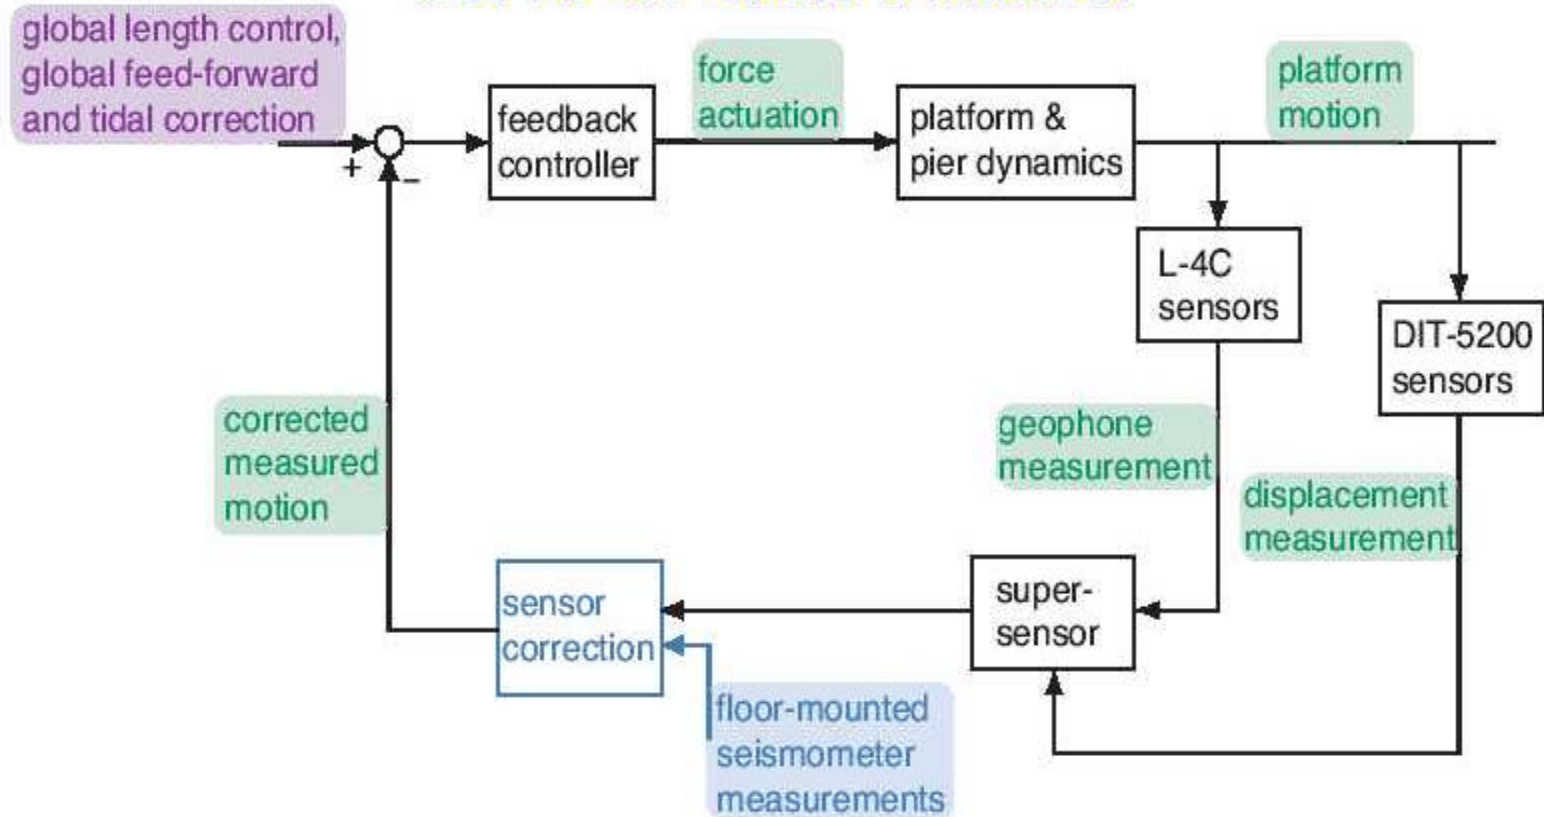 global length control,
global feed-forward
and tidal correction
+
−
feedback
controller
force
actuation
platform &
pier dynamics
platform
motion
L-4C
sensors
DIT-5200
sensors
corrected
measured
motion
geophone
measurement
displacement
measurement
sensor
correction
super-
sensor
floor-mounted
seismometer
measurements